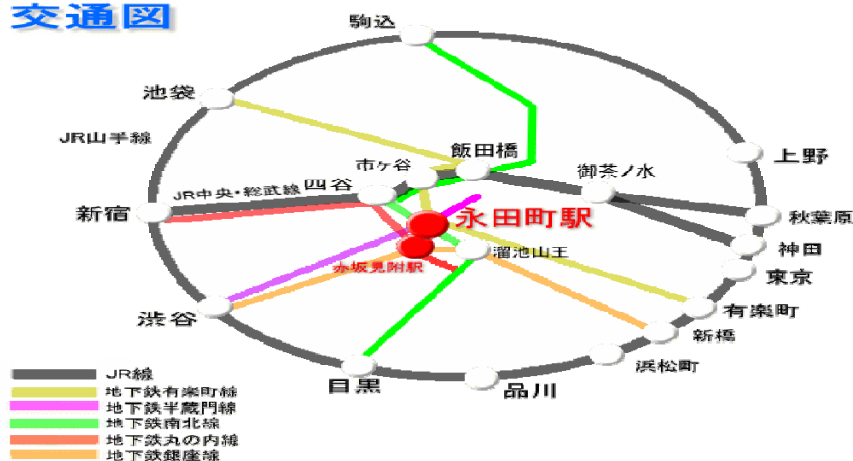 交通図
駒込
池袋
JR山手線
飯田橋
市ヶ谷
上野
御茶ノ水
四谷
JR中央・総武線
新宿
永田町駅
秋葉原
神田
溜池山王
赤坂見附駅
東京
渋谷
有楽町
新橋
浜松町
目黒
品川
JR線
地下鉄有楽町線
地下鉄半蔵門線
地下鉄南北線
地下鉄丸の内線
地下鉄銀座線